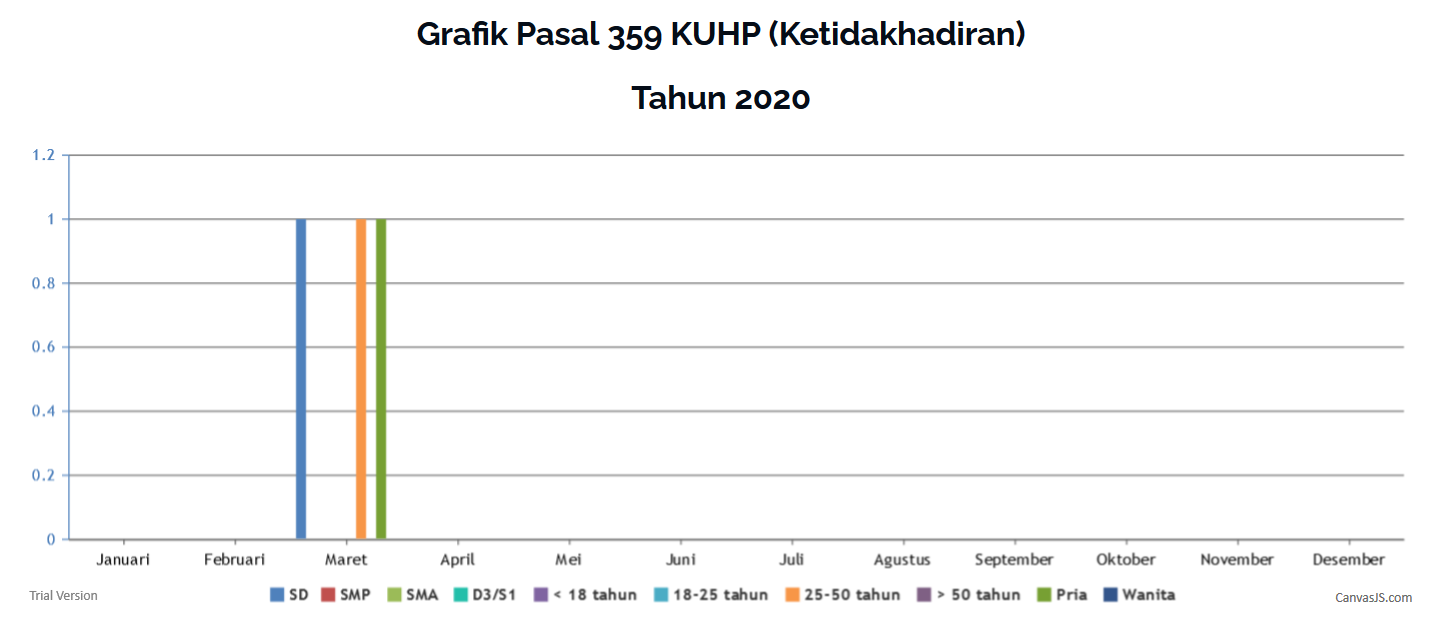 Grafik Pasal 359 KUHP (Ketidakhadiran)
Tahun 2020
1.2
1
0.8
0.6
0.4
0.2
0
Januari Februari Maret April Mei Juni Juli Agustus September Oktober November Desember
SD SMP SMA D3/S1 < 18 tahun 18-25 tahun 25-50 tahun > 50 tahun Pria Wanita
Trial Version
CanvasJS.com